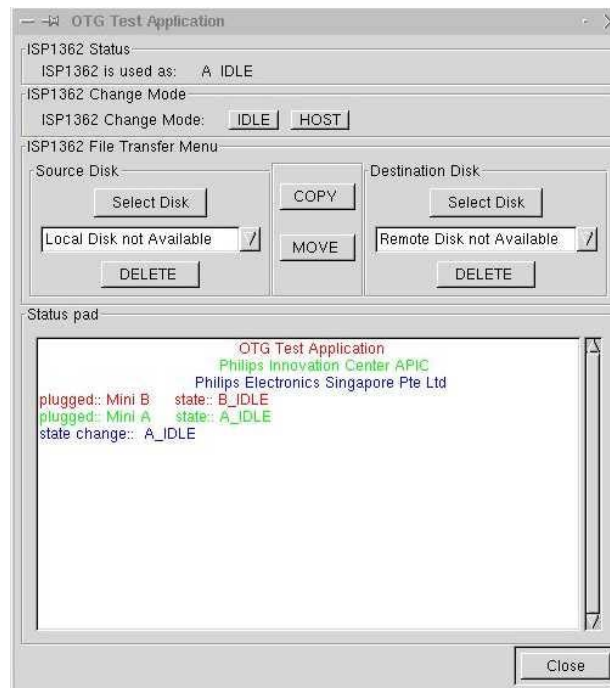 OTG Test Application
ISP1362 Status
ISP1362 is used as: A IDLE
ISP1362 Change Mode
ISP1362 Change Mode: IDLE HOST
ISP1362 File Transfer Menu
Source Disk
Destination Disk
Select Disk
COPY
Select Disk
Local Disk not Available
MOVE
Remote Disk not Available
DELETE
DELETE
Status pad
OTG Test Application
Philips Innovation Center APIC
Philips Electronics Singapore Pte Ltd
plugged:: Mini B state:: B_IDLE
plugged:: Mini A state:: A_IDLE
state change:: A_IDLE
Close